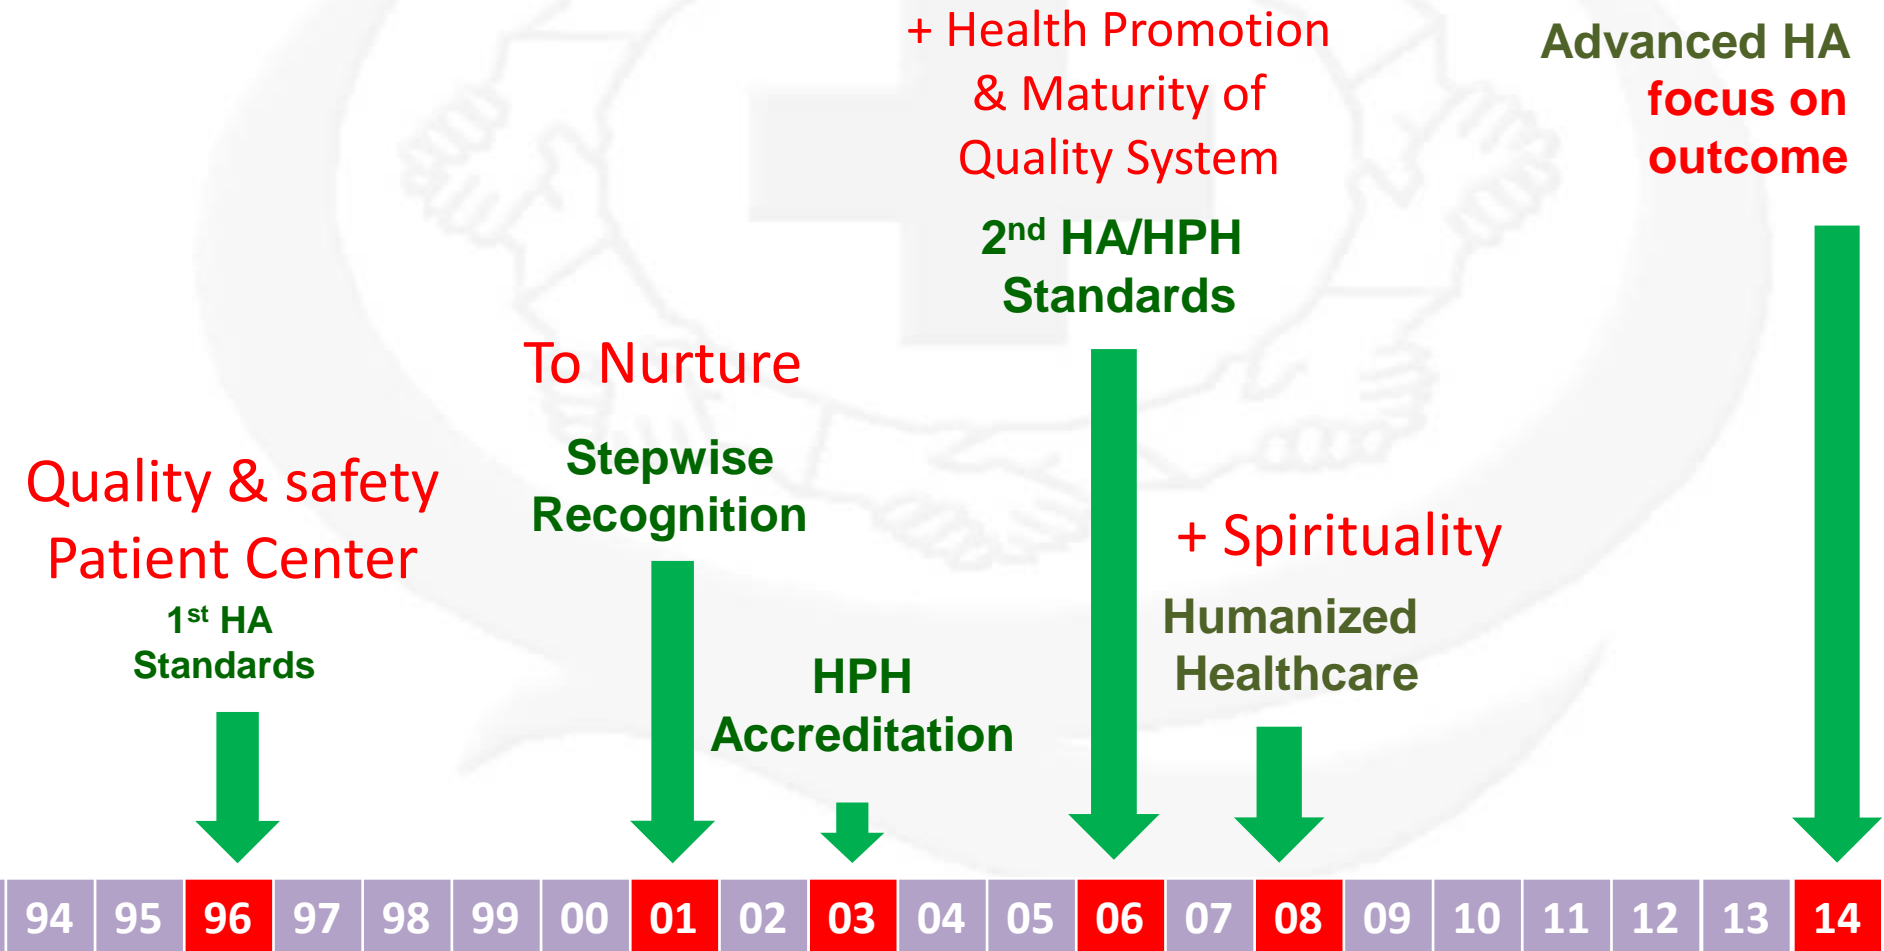 + Health Promotion
& Maturity of
Quality System
2nd HA/HPH
Standards
Advanced HA
focus on
outcome
To Nurture
Stepwise
Recognition
Quality & safety
Patient Center
1st HA
Standards
HPH
Accreditation
+ Spirituality
Humanized
Healthcare
94 95 96 97 98 99 00 01 02 03 04 05 06 07 08 09 10 11 12 13 14